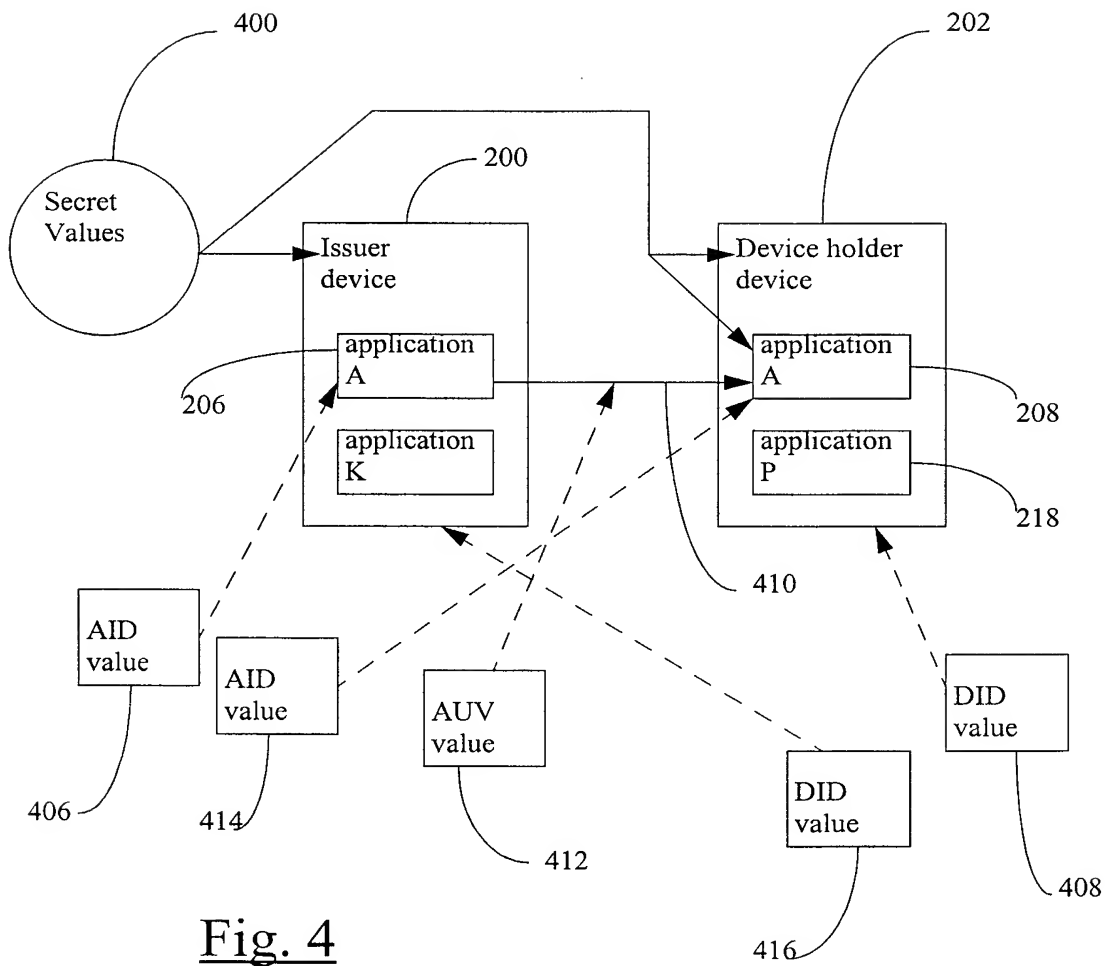 400
202
200
Secret
Values
Issuer
device
Device holder
device
application
A
application
A
206
208
application
K
application
P
218
410
AID
value
AID
value
AUV
value
DID
value
DID
value
406
414
412
416
408
Fig. 4